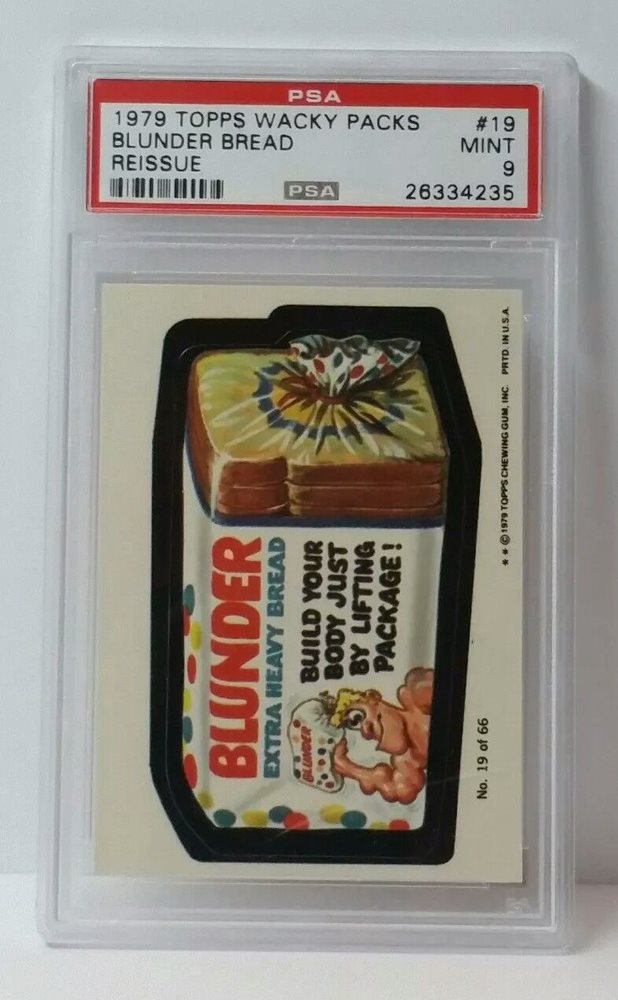 PSA
1979 TOPPS WACKY PACKS #19
BLUNDER BREAD MINT
REISSUE 9
PSA 26334235
BLUNDER
EXTRA HEAVY BREAD
BUILD YOUR
BODY JUST
BY LIFTING
PACKAGE!
BLUNDER
No. 19 of 66
** © 1979 TOPPS CHEWING GUM, INC. PRTD. IN U.S.A.